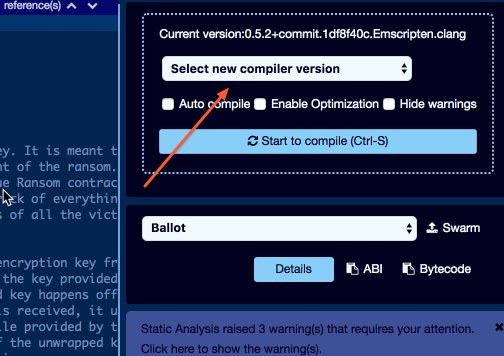 reference(s)
Current version:0.5.2+commit.1df8f40c.Emscripten.clang
Select new compiler version
Auto compile Enable Optimization Hide warnings
Start to compile (Ctrl-S)
ey. It is meant t
nt of the ransom.
ue Ransom contrac
ck of everythin
s of all the vict
Ballot
Swarm
Details ABI Bytecode
encryption key fr
the key provided
d key happens off
is received, it u
le provided by t
f the unwrapped k
Static Analysis raised 3 warning(s) that requires your attention.
Click here to show the warning(s).